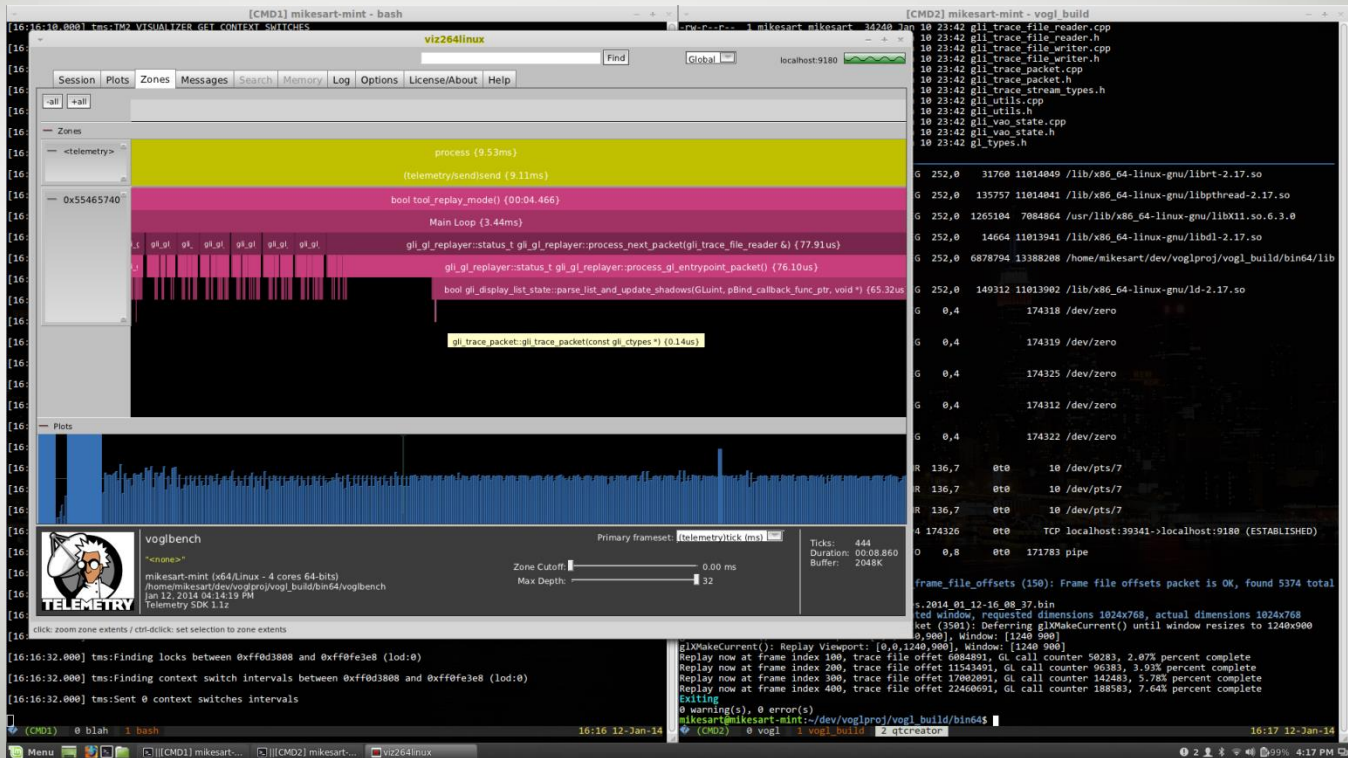 [CMD1] mikesart-mint - bash
[16:16:10.000] tms:TM2 VISUALIZER GET CONTEXT SWITCHES
viz264linux
Find
Global
localhost:9180
Session Plots Zones Messages Search Memory Log Options License/About Help
-all +all
Zones
<telemetry>
process {9.53ms}
(telemetry/send)send {9.11ms}
0x55465740
bool tool_replay_mode() {00:04.466}
Main Loop {3.44ms}
gli_gl gli_ gli_gl gli_gl gli_gl gli_gl gli_gl gli_gl_replayer::status_t gli_gl_replayer::process_next_packet(gli_trace_file_reader &) {77.91us}
gli_gl_replayer::status_t gli_gl_replayer::process_gl_entrypoint_packet() {76.10us}
bool gli_display_list_state::parse_list_and_update_shadows(GLuint, pBind_callback_func_ptr, void *) {65.32us
gli_trace_packet::gli_trace_packet(const gli_ctypes *) {0.14us}
Plots
TELEMETRY
voglbench
"<none>"
mikesart-mint (x64/Linux - 4 cores 64-bits)
/home/mikesart/dev/voglproj/vogl_build/bin64/voglbench
Jan 12, 2014 04:14:19 PM
Telemetry SDK 1.1z
Primary frameset: (telemetry)tick (ms)
Zone Cutoff: 0.00 ms
Max Depth: 32
Ticks: 444
Duration: 00:08.860
Buffer: 2048K
click: zoom zone extents / ctrl-dclick: set selection to zone extents
[16:16:32.000] tms:Finding locks between 0xff0d3808 and 0xff0fe3e8 (lod:0)
[16:16:32.000] tms:Finding context switch intervals between 0xff0d3808 and 0xff0fe3e8 (lod:0)
[16:16:32.000] tms:Sent 0 context switches intervals
(CMD1) 0 blah 1 bash 16:16 12-Jan-14
[CMD2] mikesart-mint - vogl_build
-rw-r--r-- 1 mikesart mikesart 34240 Jan 10 23:42 gli_trace_file_reader.cpp
10 23:42 gli_trace_file_reader.h
10 23:42 gli_trace_file_writer.cpp
10 23:42 gli_trace_file_writer.h
10 23:42 gli_trace_packet.cpp
10 23:42 gli_trace_packet.h
10 23:42 gli_trace_stream_types.h
10 23:42 gli_utils.cpp
10 23:42 gli_utils.h
10 23:42 gli_vao_state.cpp
10 23:42 gli_vao_state.h
10 23:42 gl_types.h
G 252,0 31760 11014049 /lib/x86_64-linux-gnu/librt-2.17.so
G 252,0 135757 11014041 /lib/x86_64-linux-gnu/libpthread-2.17.so
G 252,0 1265104 7084864 /usr/lib/x86_64-linux-gnu/libX11.so.6.3.0
G 252,0 14664 11013941 /lib/x86_64-linux-gnu/libdl-2.17.so
G 252,0 6878794 13388208 /home/mikesart/dev/voglproj/vogl_build/bin64/lib
G 252,0 149312 11013902 /lib/x86_64-linux-gnu/ld-2.17.so
G 0,4 174318 /dev/zero
G 0,4 174319 /dev/zero
G 0,4 174325 /dev/zero
G 0,4 174312 /dev/zero
G 0,4 174322 /dev/zero
R 136,7 0t0 10 /dev/pts/7
R 136,7 0t0 10 /dev/pts/7
R 136,7 0t0 10 /dev/pts/7
4 174326 0t0 TCP localhost:39341->localhost:9180 (ESTABLISHED)
O 0,8 0t0 171783 pipe
frame_file_offsets (150): Frame file offsets packet is OK, found 5374 total
s.2014_01_12-16_08_37.bin
ted window, requested dimensions 1024x768, actual dimensions 1024x768
ket (3501): Deferring glXMakeCurrent() until window resizes to 1240x900
0,900], Window: [1240 900]
glXMakeCurrent(): Replay Viewport: [0,0,1240,900], Window: [1240 900]
Replay now at frame index 100, trace file offet 6084891, GL call counter 50283, 2.07% percent complete
Replay now at frame index 200, trace file offet 11543491, GL call counter 96383, 3.93% percent complete
Replay now at frame index 300, trace file offet 17002091, GL call counter 142483, 5.78% percent complete
Replay now at frame index 400, trace file offet 22460691, GL call counter 188583, 7.64% percent complete
Exiting
0 warning(s), 0 error(s)
mikesart@mikesart-mint:~/dev/voglproj/vogl_build/bin64$
(CMD2) 0 vogl 1 vogl_build 2 qtcreator 16:17 12-Jan-14
Menu ||[CMD1] mikesart-... ||[CMD2] mikesart-... viz264linux 2 99% 4:17 PM